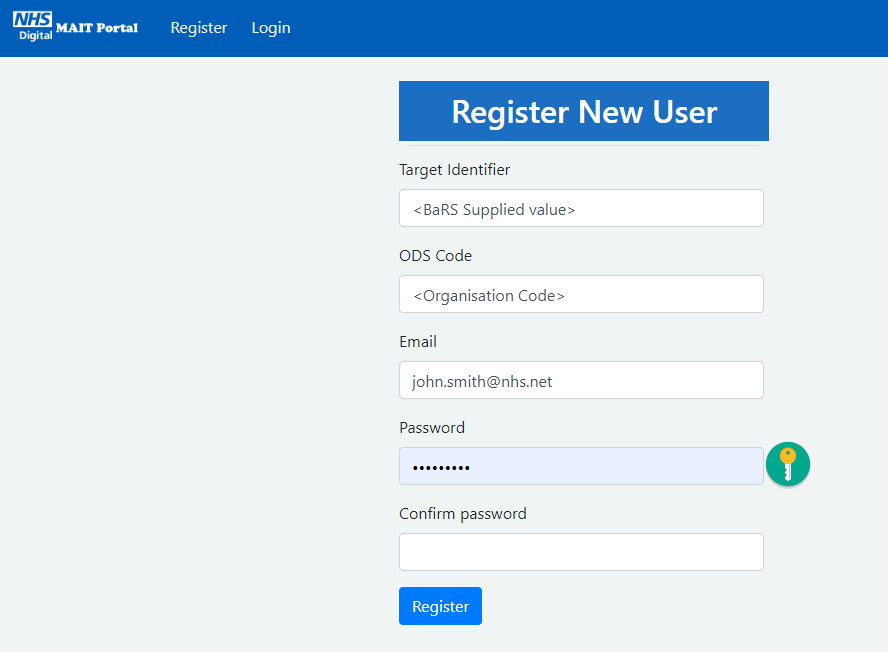 NHS
Digital
MAIT Portal
Register
Login
Register New User
Target Identifier
<BaRS Supplied value>
ODS Code
<Organisation Code>
Email
john.smith@nhs.net
Password
•••••••••
Confirm password
Register